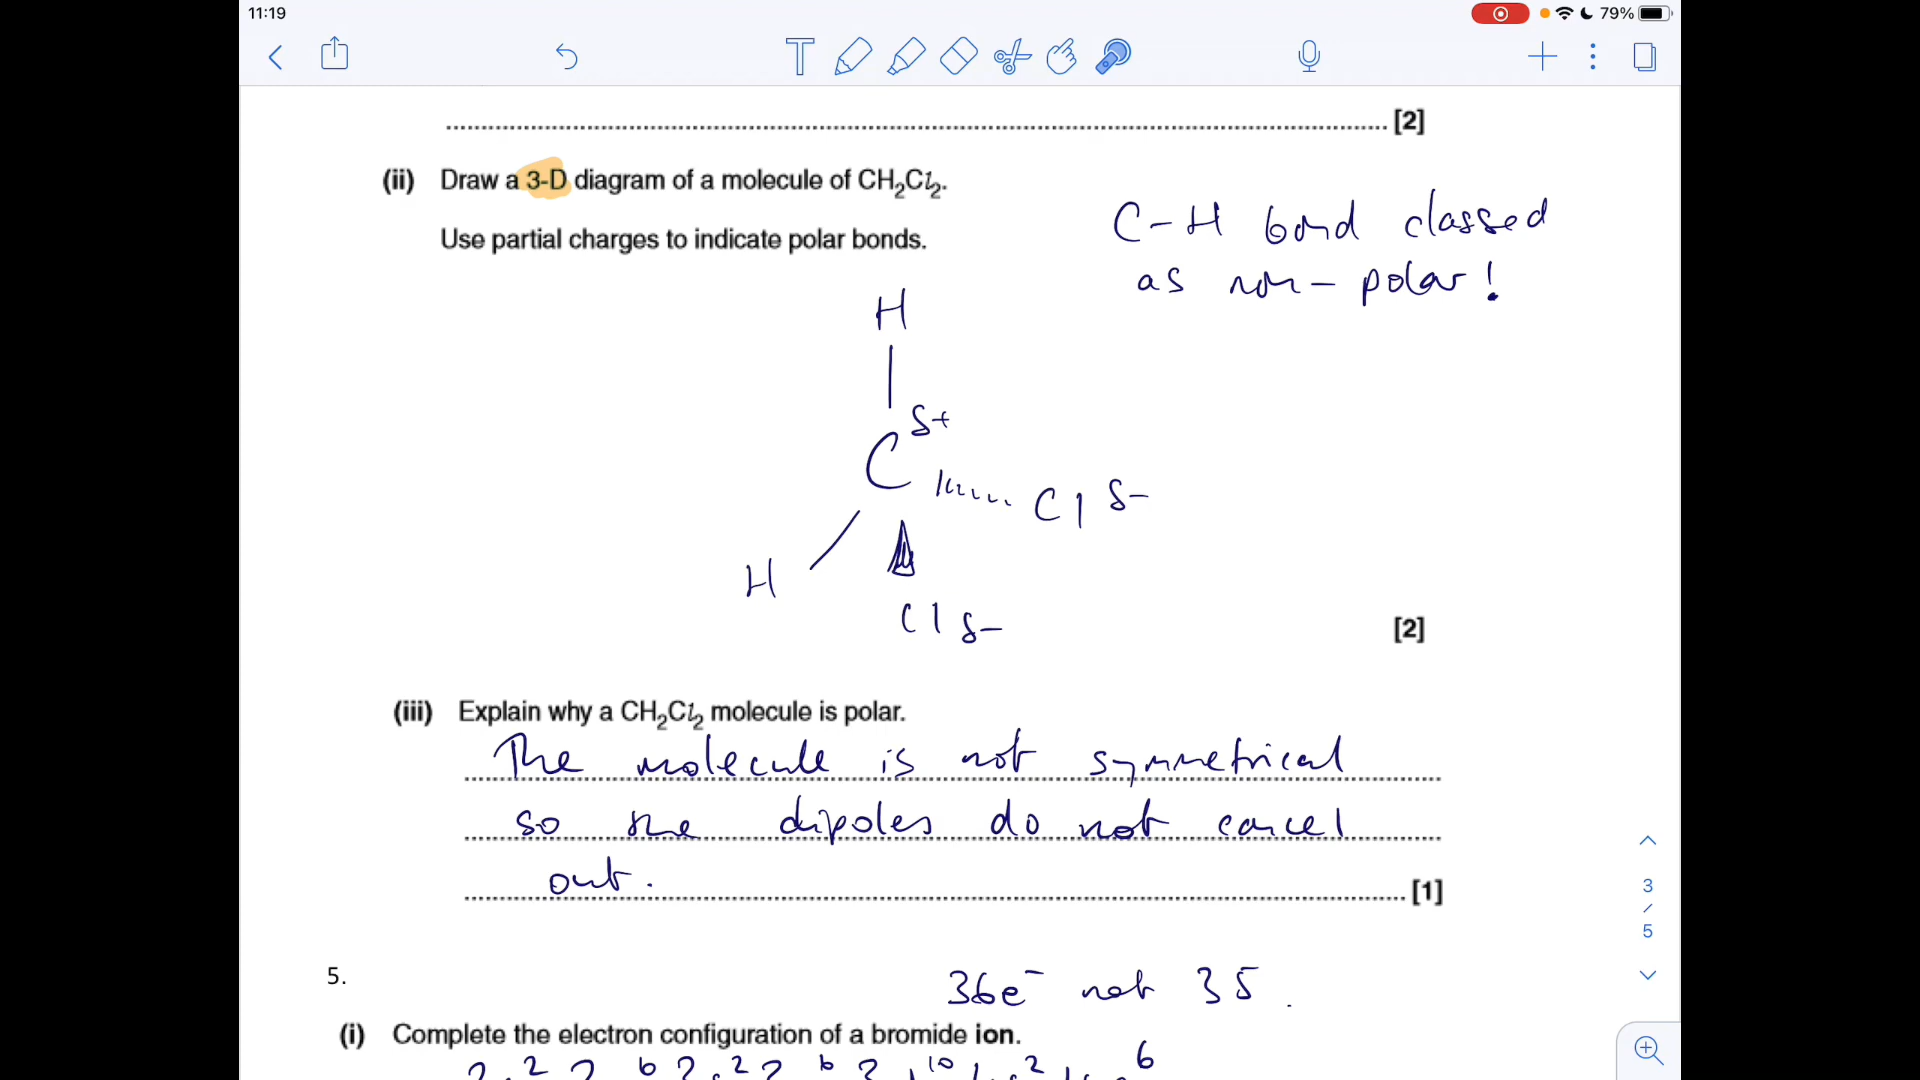 11:19
79%
[2]
(ii) Draw a 3-D diagram of a molecule of CH₂Cl₂.
Use partial charges to indicate polar bonds.
C-H bond classed
as non-polar!
H
C δ+
Cl δ-
H
Cl δ-
[2]
(iii) Explain why a CH₂Cl₂ molecule is polar.
The molecule is not symmetrical
so the dipoles do not cancel
out.
[1]
3
/
5
5.
36e⁻ not 35.
(i) Complete the electron configuration of a bromide ion.